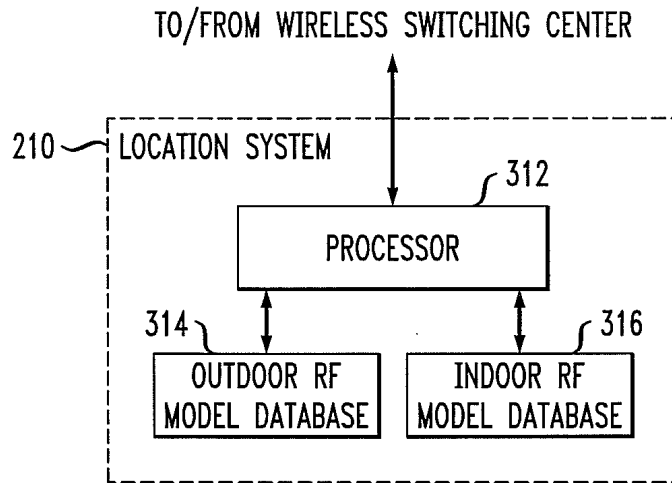 TO/FROM WIRELESS SWITCHING CENTER
210
LOCATION SYSTEM
312
PROCESSOR
314
316
OUTDOOR RF
MODEL DATABASE
INDOOR RF
MODEL DATABASE